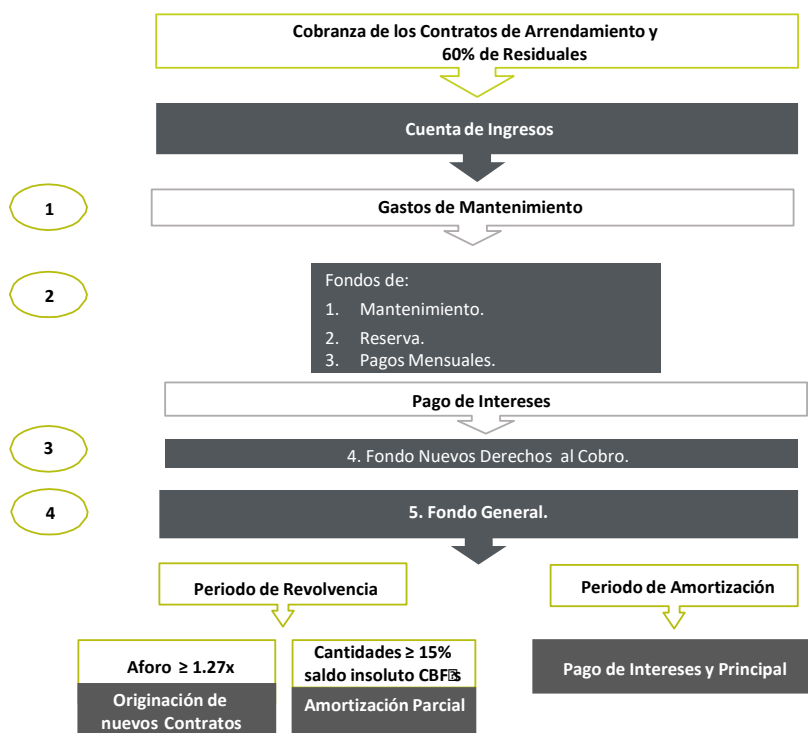 Cobranza de los Contratos de Arrendamiento y
60% de Residuales
Cuenta de Ingresos
1
Gastos de Mantenimiento
2
Fondos de:
1. Mantenimiento.
2. Reserva.
3. Pagos Mensuales.
Pago de Intereses
3
4. Fondo Nuevos Derechos al Cobro.
4
5. Fondo General.
Periodo de Revolvencia
Periodo de Amortización
Aforo ≥ 1.27x
Originación de
nuevos Contratos
Cantidades ≥ 15%
saldo insoluto CBF�s
Amortización Parcial
Pago de Intereses y Principal